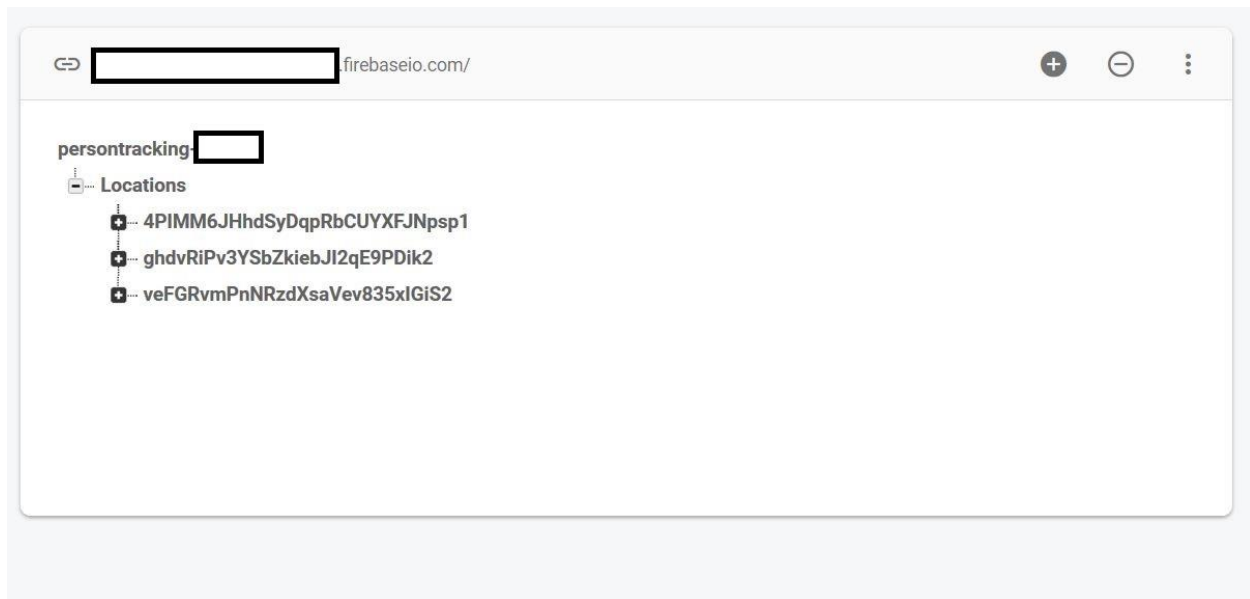 .firebaseio.com/
persontracking-
Locations
4PIMM6JHhdSyDqpRbCUYXFJNpsp1
ghdvRiPv3YSbZkiebJI2qE9PDik2
veFGRvmPnNRzdXsaVev835xIGiS2